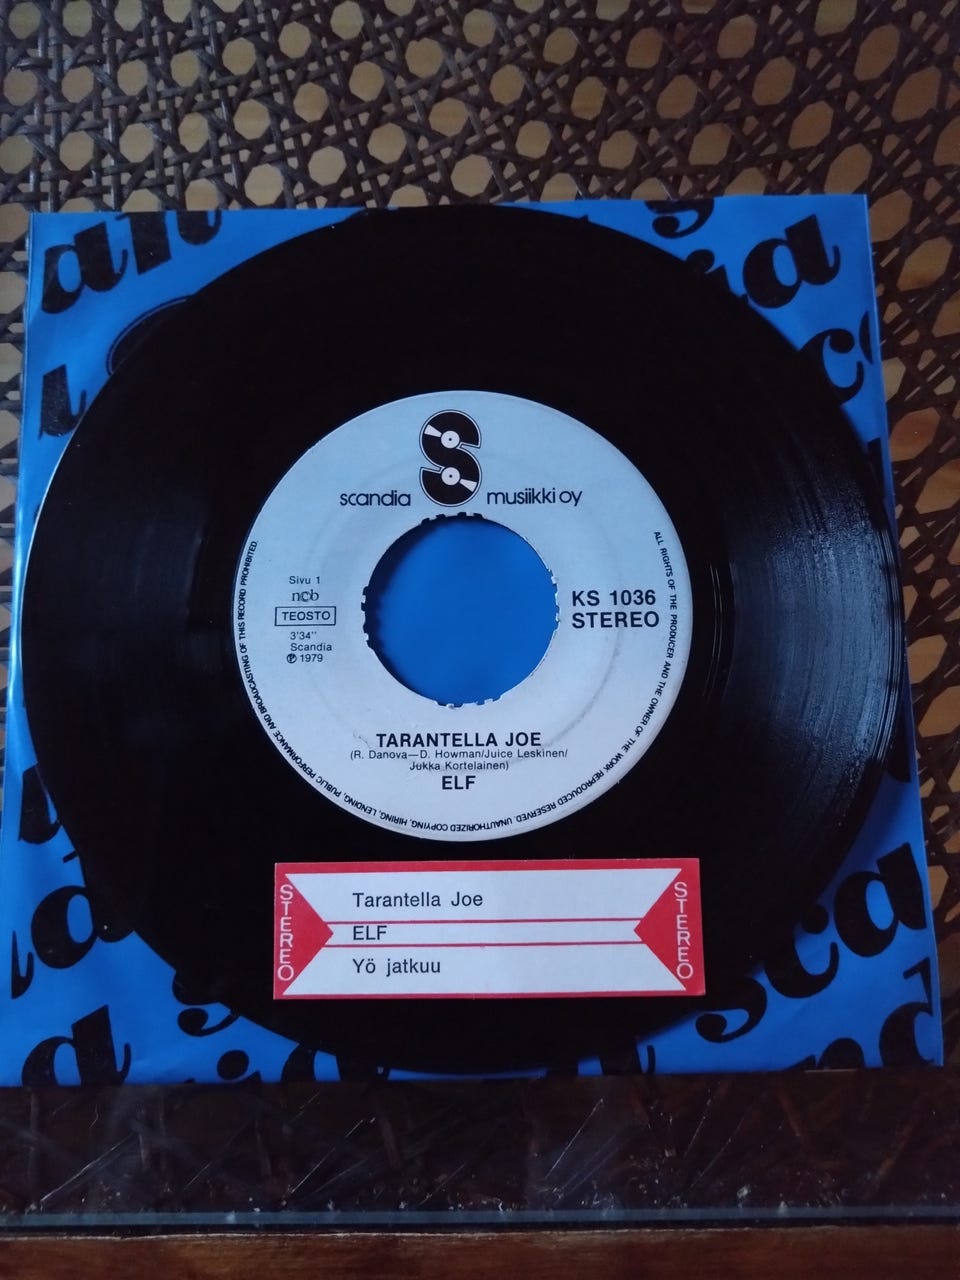 scandia musiikki oy
Sivu 1
ncb
TEOSTO
3'34"
Scandia
℗ 1979
KS 1036
STEREO
TARANTELLA JOE
(R. Danova—D. Howman/Juice Leskinen/
Jukka Kortelainen)
ELF
ALL RIGHTS OF THE PRODUCER AND THE OWNER OF THE WORK REPRODUCED RESERVED. UNAUTHORIZED COPYING, HIRING, LENDING, PUBLIC PERFORMANCE AND BROADCASTING OF THIS RECORD PROHIBITED.
STEREO
Tarantella Joe
ELF
Yö jatkuu
STEREO